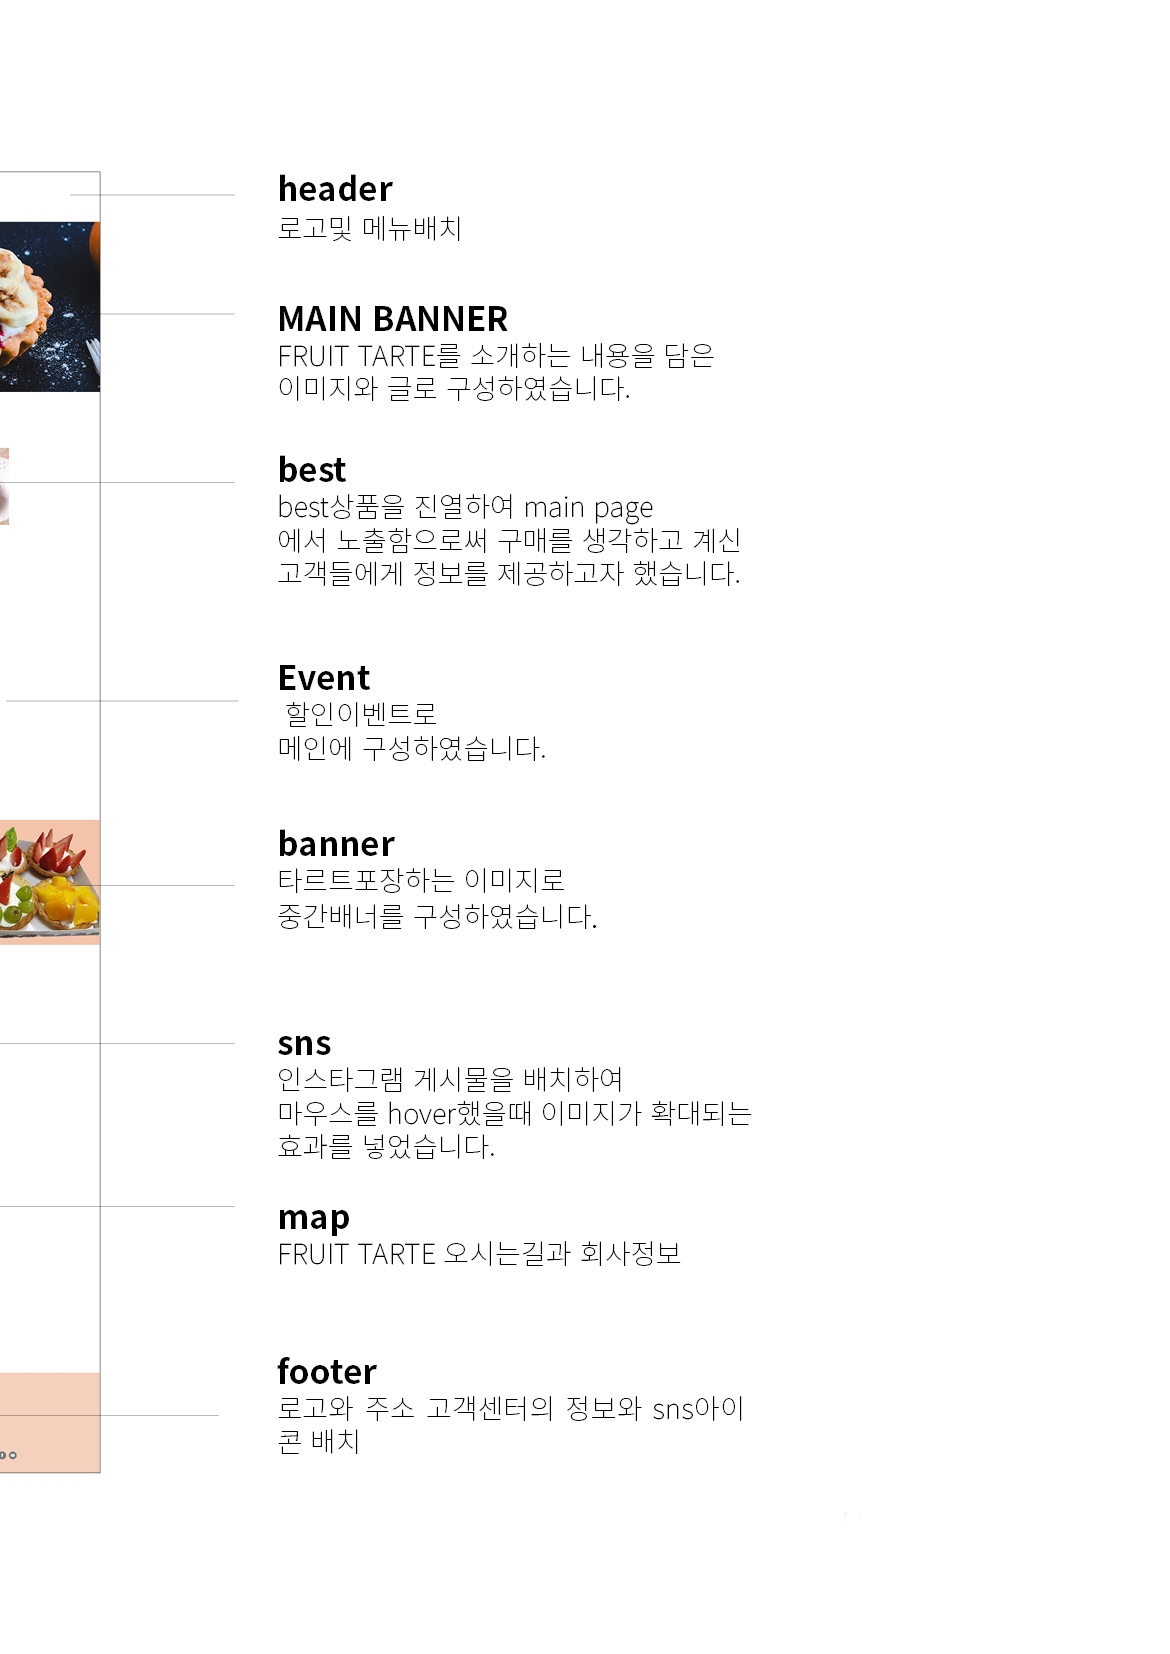 header
로고및 메뉴배치
MAIN BANNER
FRUIT TARTE를 소개하는 내용을 담은
이미지와 글로 구성하였습니다.
best
best상품을 진열하여 main page
에서 노출함으로써 구매를 생각하고 계신
고객들에게 정보를 제공하고자 했습니다.
Event
할인이벤트로
메인에 구성하였습니다.
banner
타르트포장하는 이미지로
중간배너를 구성하였습니다.
sns
인스타그램 게시물을 배치하여
마우스를 hover했을때 이미지가 확대되는
효과를 넣었습니다.
map
FRUIT TARTE 오시는길과 회사정보
footer
로고와 주소 고객센터의 정보와 sns아이
콘 배치